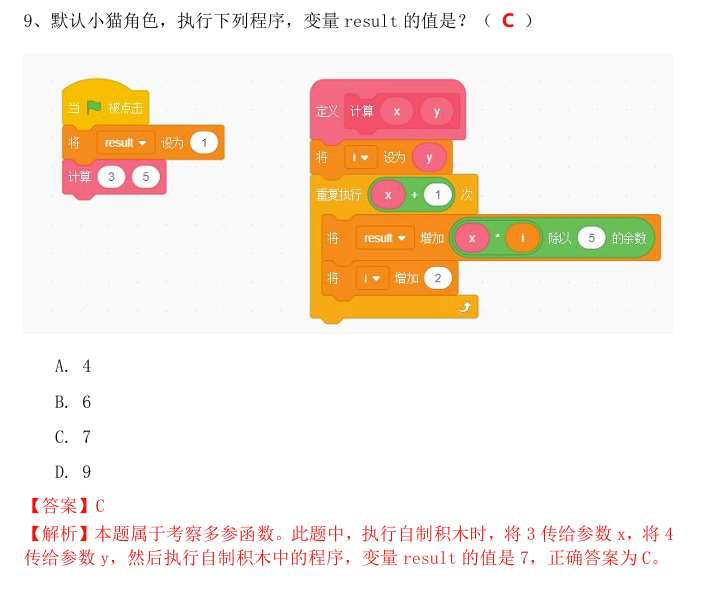 9、默认小猫角色，执行下列程序，变量 result 的值是？（ C ）
当 被点击
将 result 设为 1
计算 3 5
定义 计算 x y
将 i 设为 y
重复执行 x + 1 次
将 result 增加 x * i 除以 5 的余数
将 i 增加 2
A. 4
B. 6
C. 7
D. 9
【答案】C
【解析】本题属于考察多参函数。此题中，执行自制积木时，将 3 传给参数 x，将 4
传给参数 y，然后执行自制积木中的程序，变量 result 的值是 7，正确答案为 C。